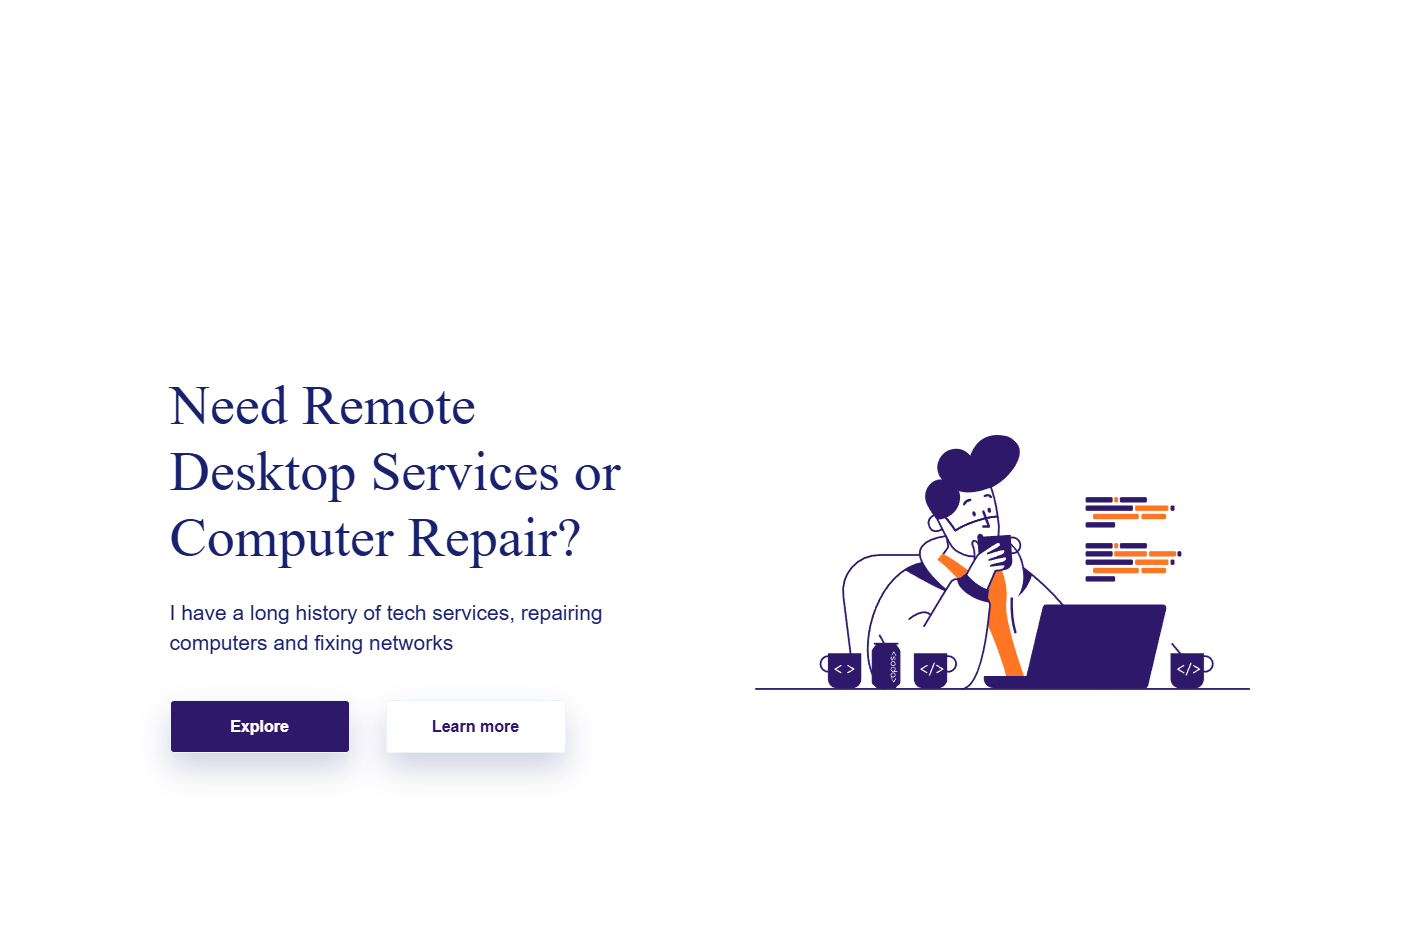 Need Remote
Desktop Services or
Computer Repair?
I have a long history of tech services, repairing
computers and fixing networks
Explore
Learn more
< >
<soda>
</>
</>